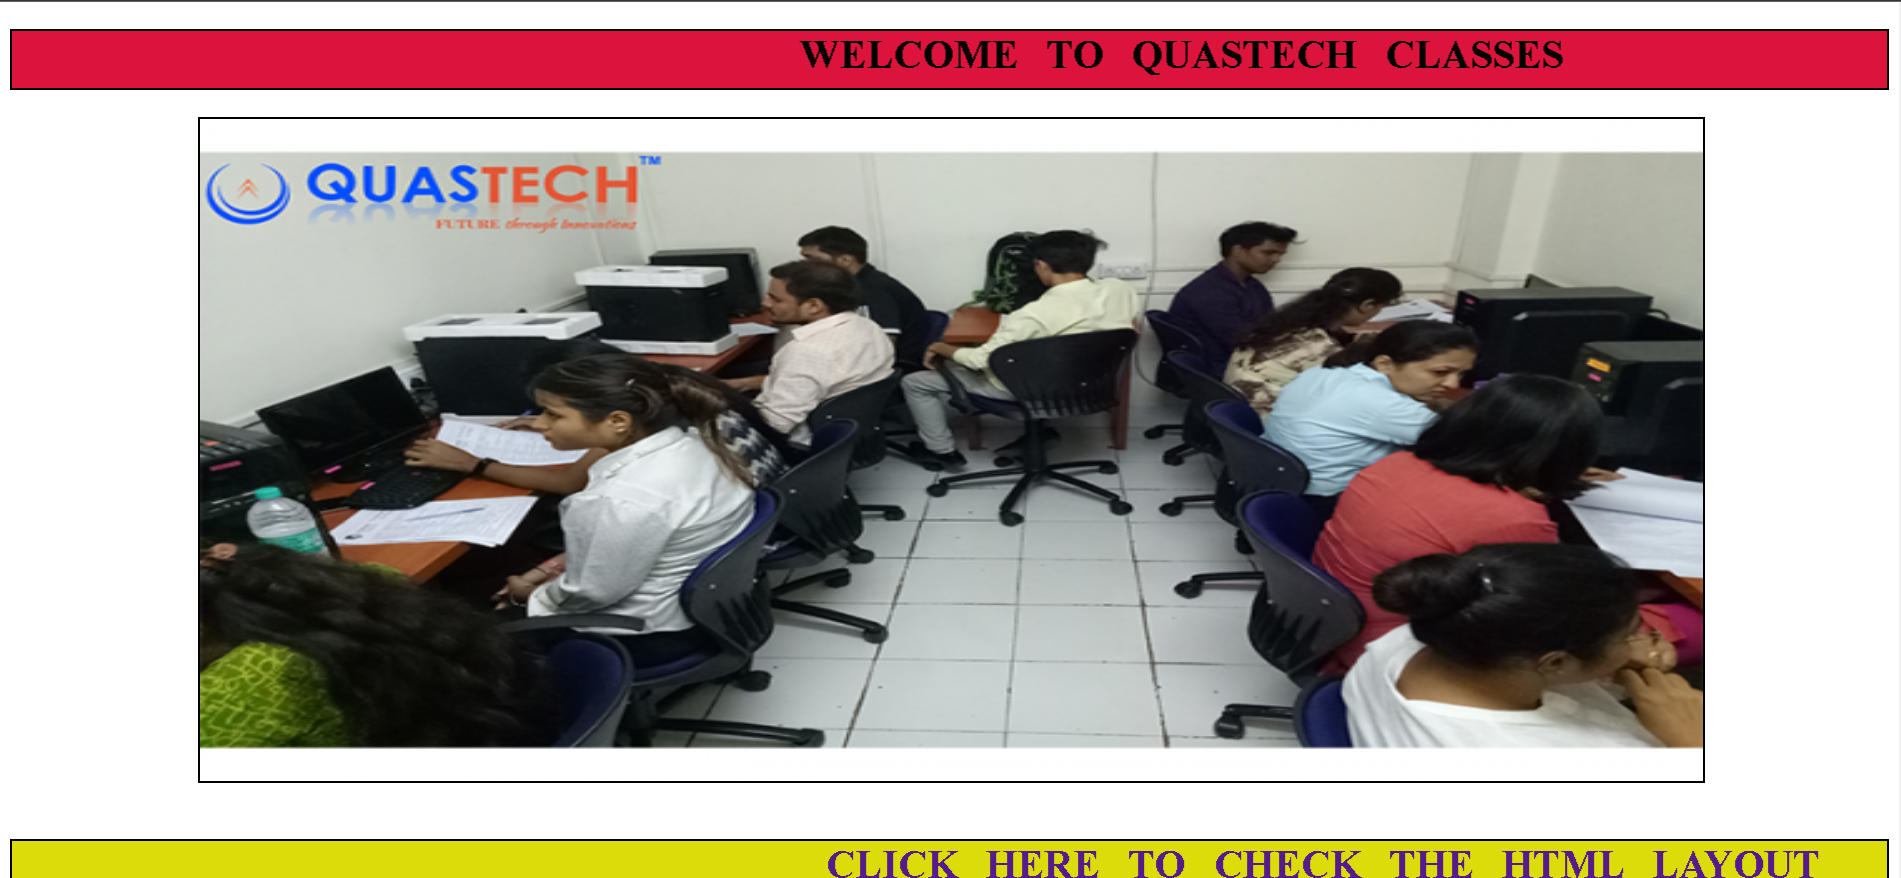 WELCOME TO QUASTECH CLASSES
QUASTECH™
FUTURE through Innovations
CLICK HERE TO CHECK THE HTML LAYOUT